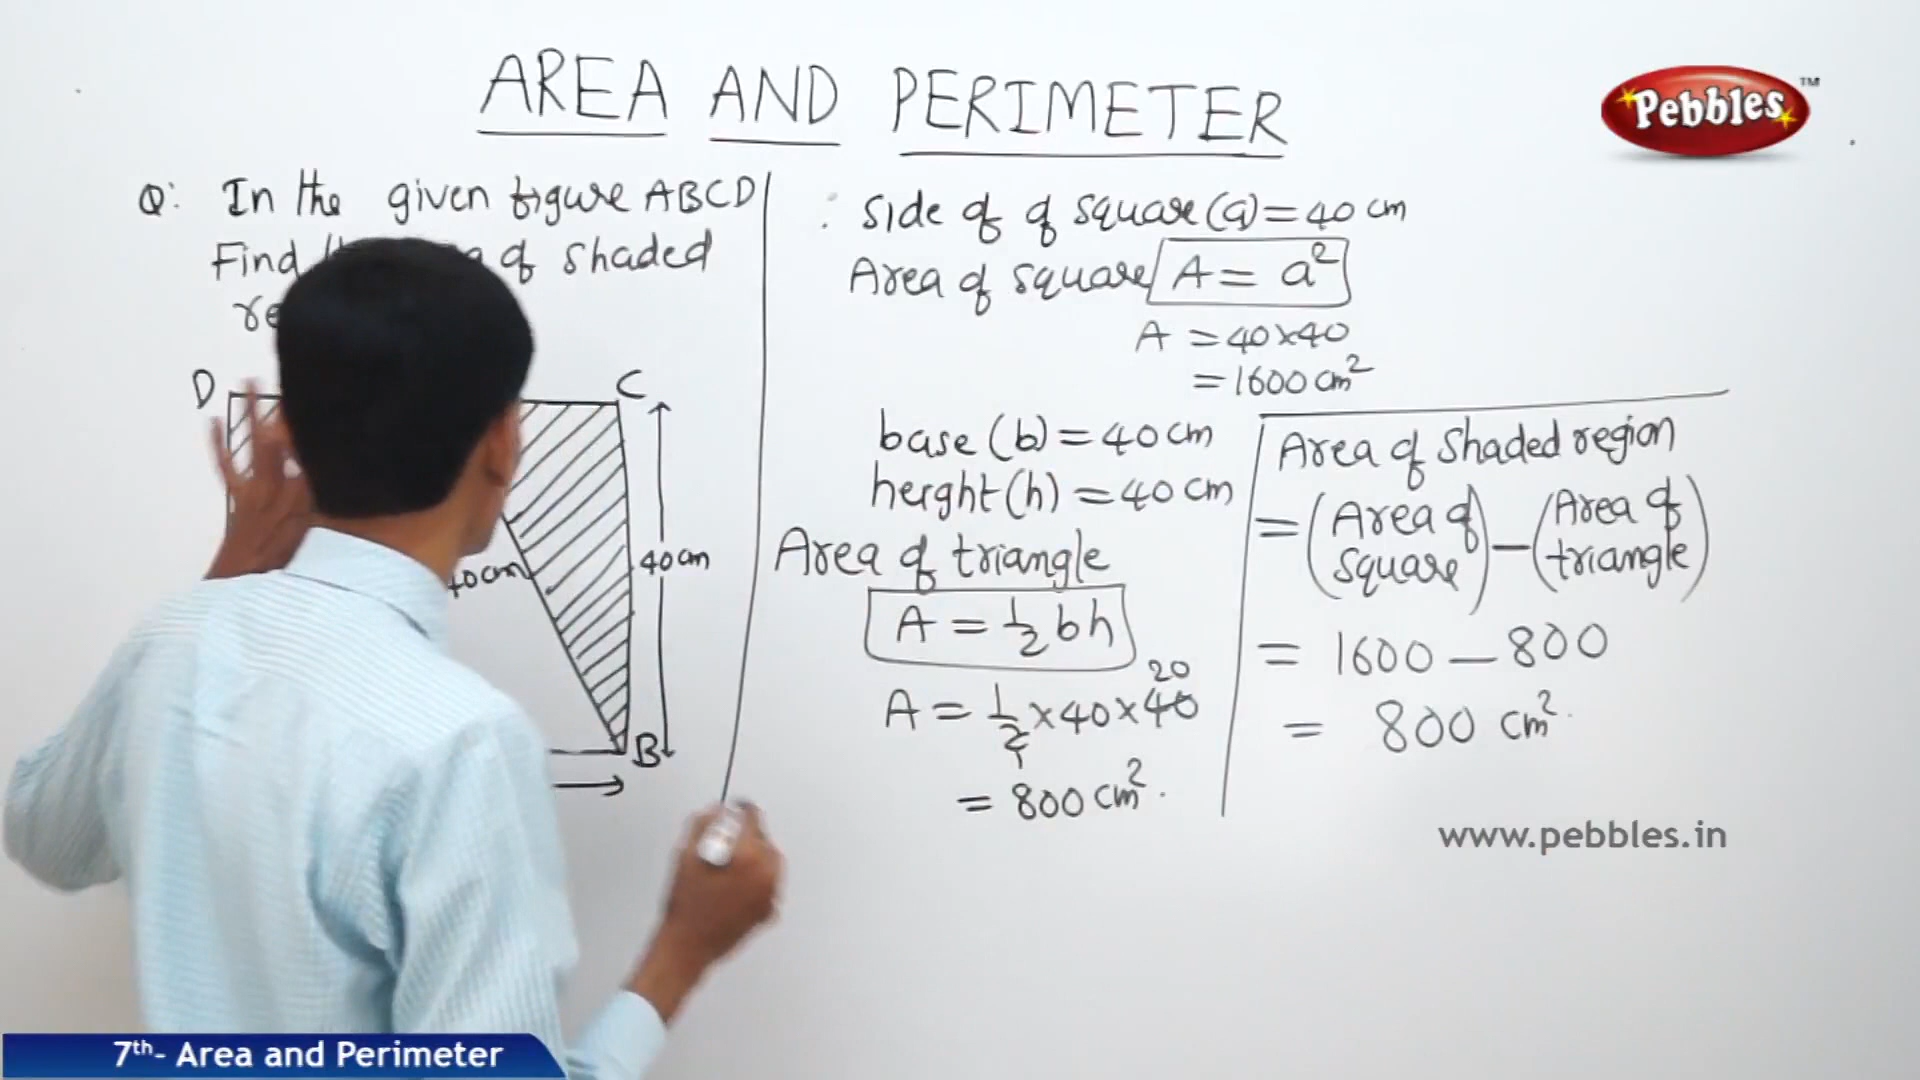 AREA AND PERIMETER
Pebbles™
Q: In the given figure ABCD
Find of shaded
D
C
40cm
40cm
B
: side of of square (a) = 40 cm
Area of square A = a²
A = 40×40
= 1600 cm²
base (b) = 40 cm
herght (h) = 40 cm
Area of triangle
A = ½ bh
20
A = ½ × 40 × 40
= 800 cm².
Area of Shaded region
= (Area of square) – (Area of triangle)
= 1600 – 800
= 800 cm².
www.pebbles.in
7th- Area and Perimeter